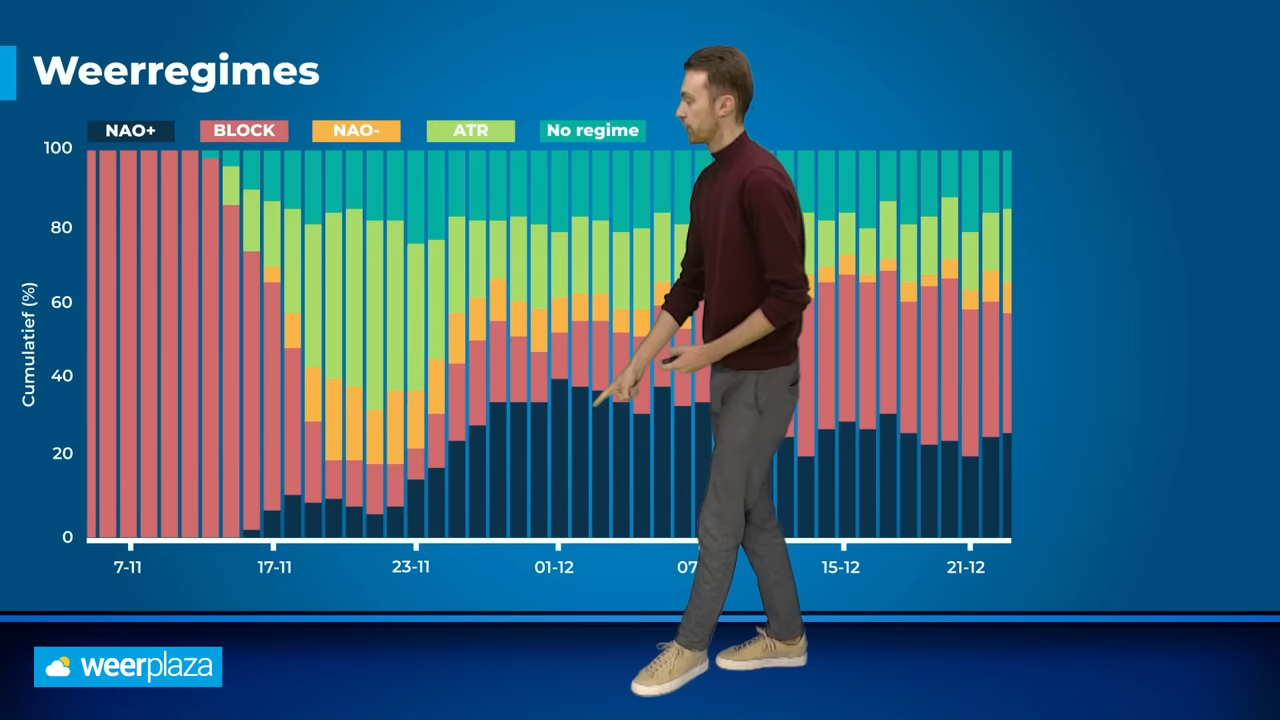 Weerregimes
NAO+ BLOCK NAO- ATR No regime
100
80
60
40
20
0
Cumulatief (%)
7-11 17-11 23-11 01-12 07 15-12 21-12
weerplaza